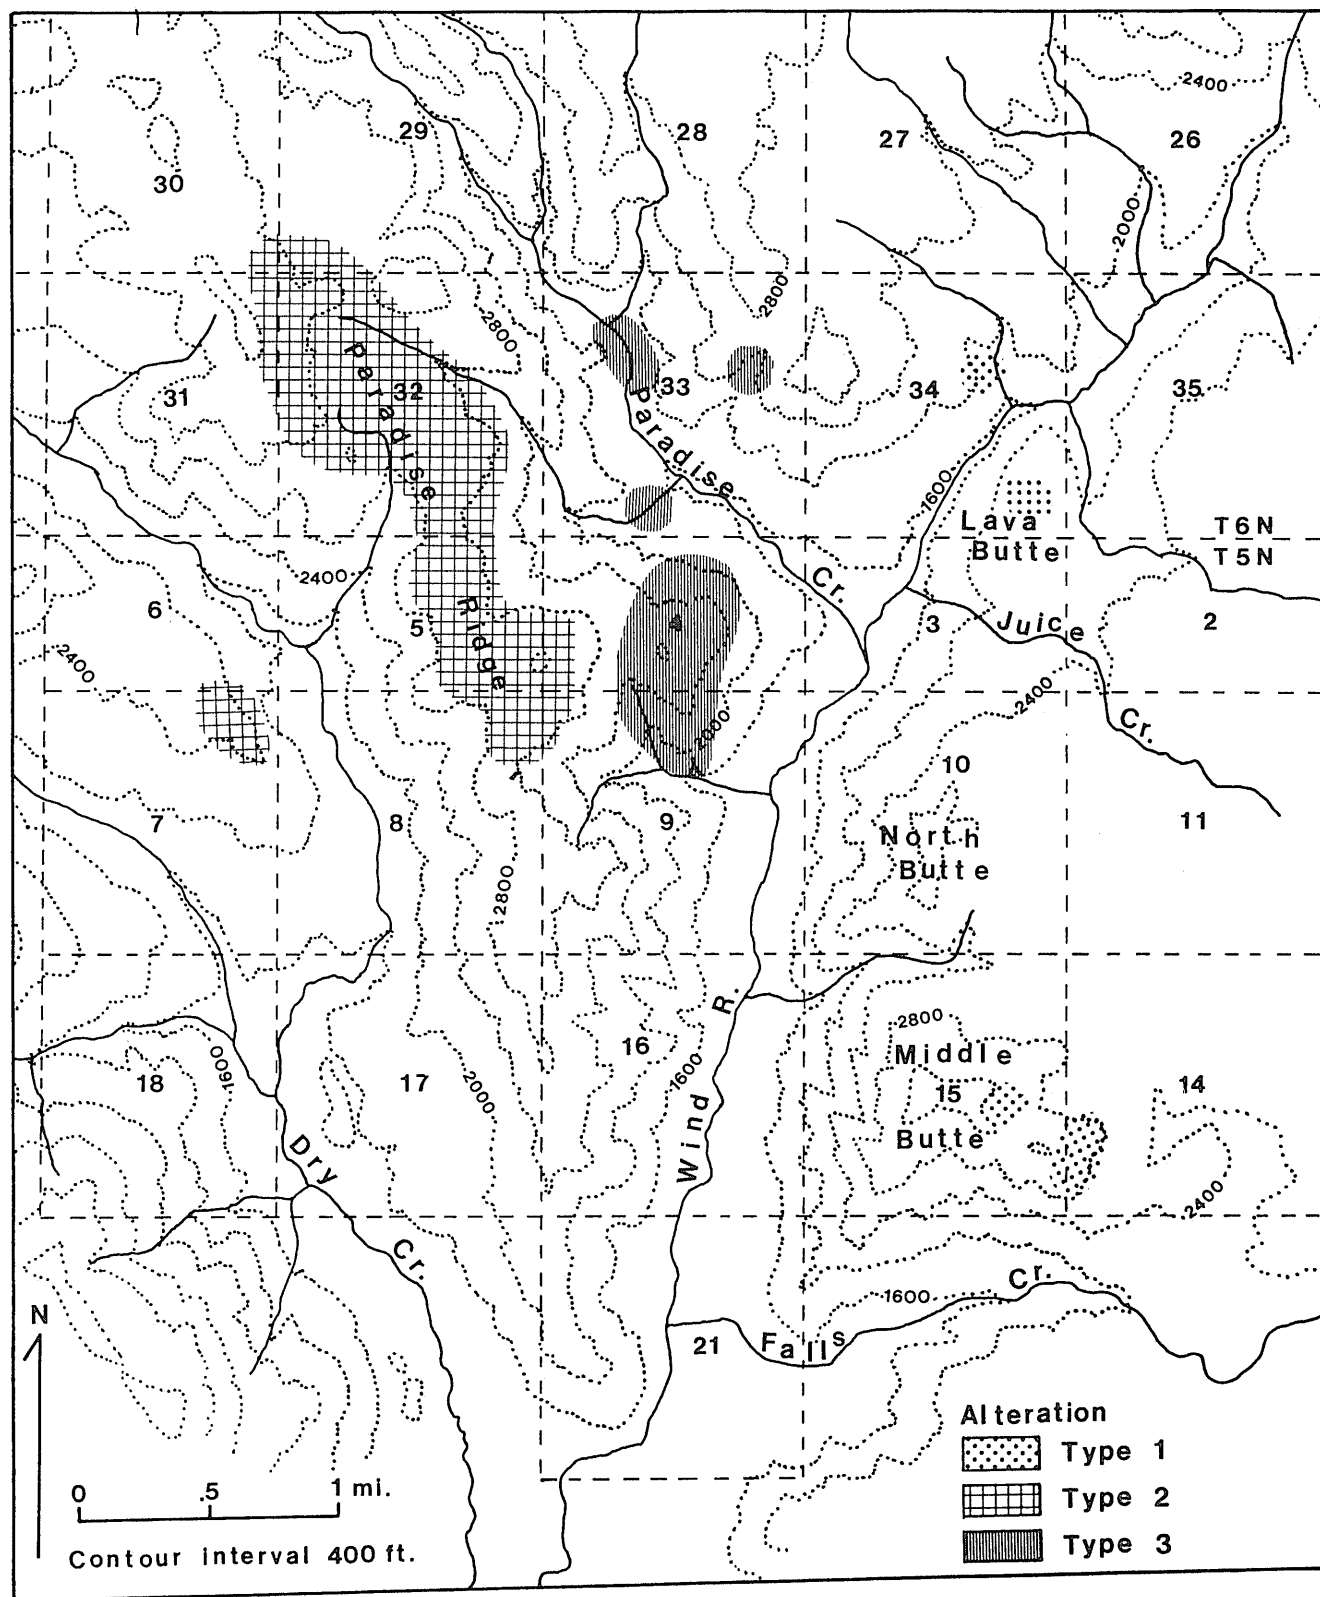 2400
29
28
27
26
30
2000
2800
2800
31
32
33
34
35
Paradise
Paradise
1600
Lava
Butte
T6N
T5N
2400
Cr.
6
5
4
3
Juice
2
Ridge
2400
2400
2000
Cr.
10
7
8
9
11
North
Butte
2800
R.
2800
16
Middle
1600
18
17
2000
1600
15
14
Butte
Wind
Dry
2400
Cr.
Cr.
1600
N
21
Falls
Alteration
Type 1
Type 2
Type 3
0 .5 1 mi.
Contour interval 400 ft.